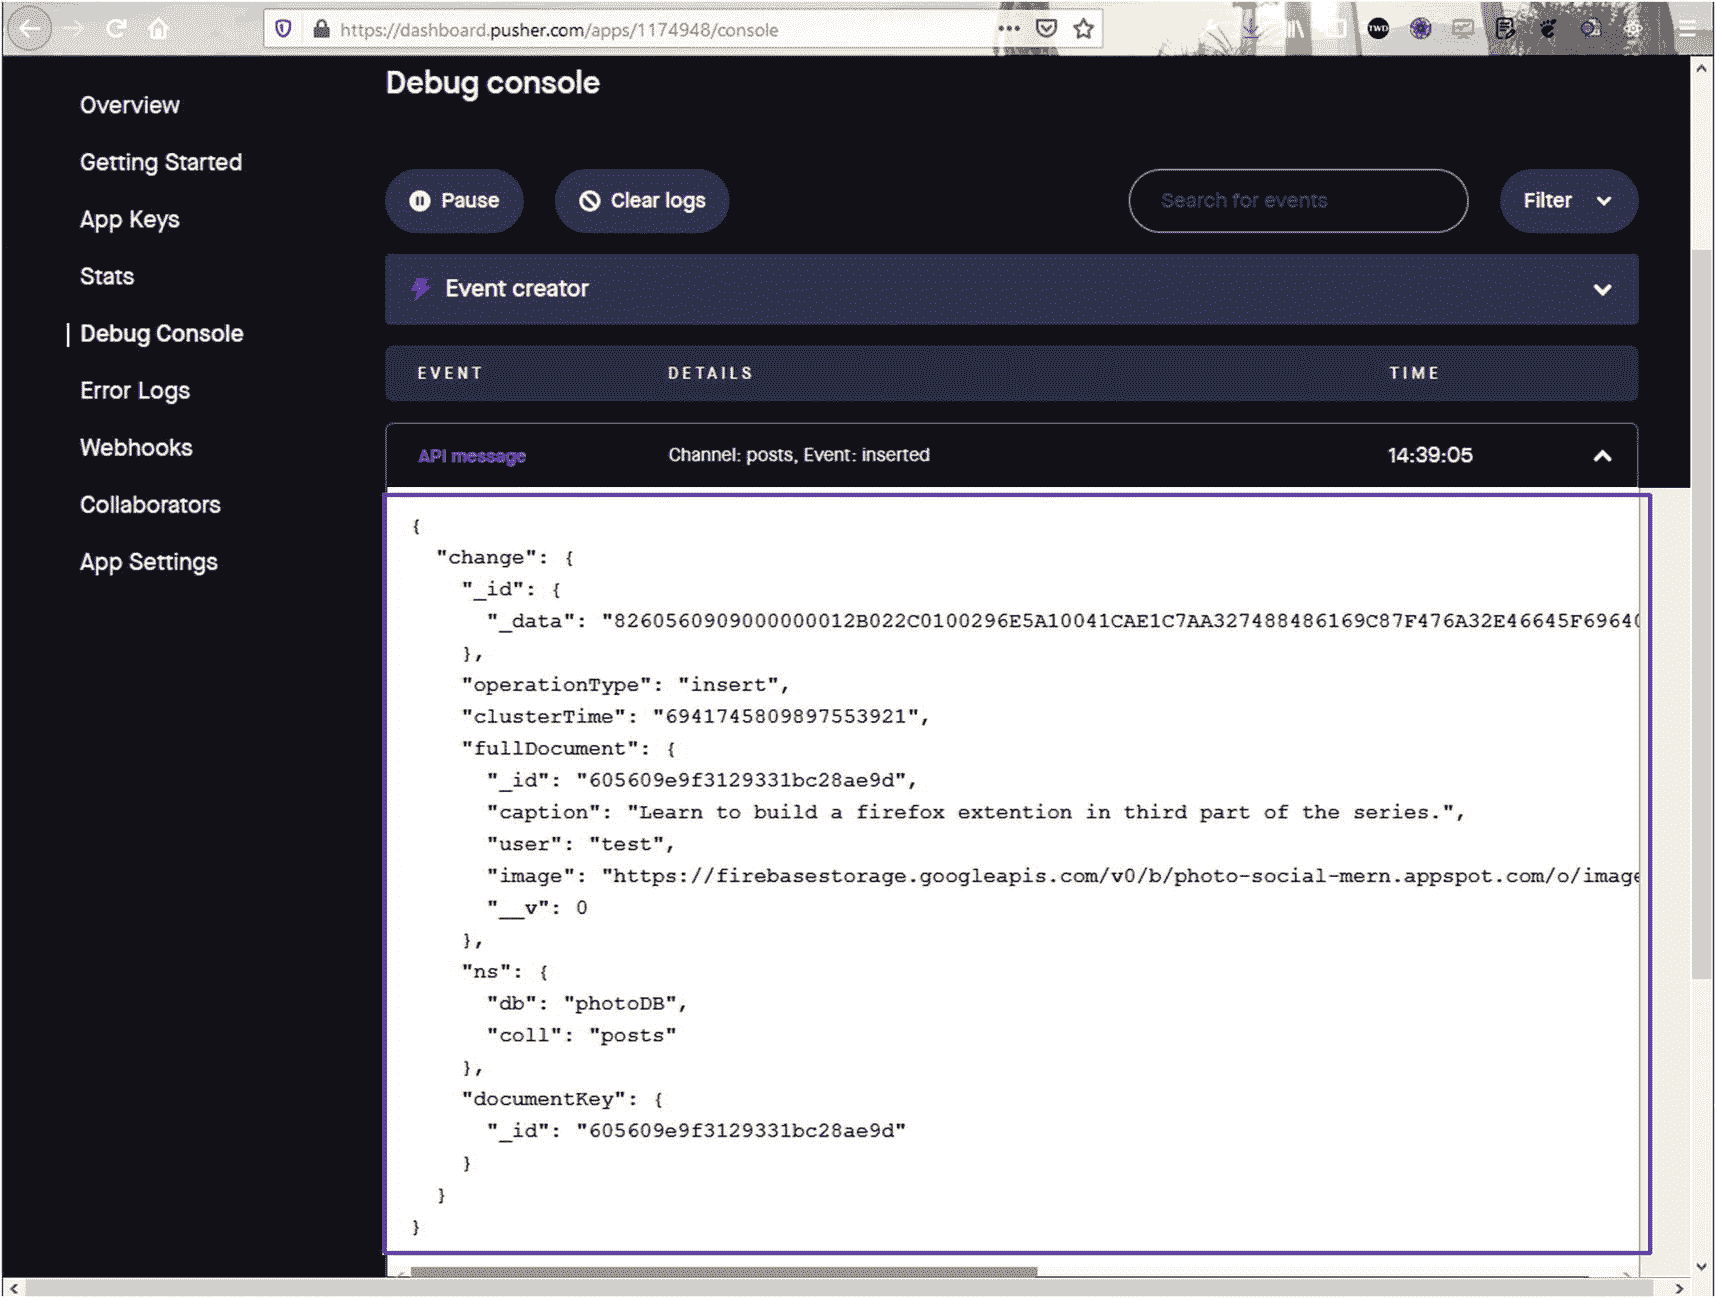 https://dashboard.pusher.com/apps/1174948/console
Debug console
Overview
Getting Started
App Keys
Stats
Debug Console
Error Logs
Webhooks
Collaborators
App Settings
Pause
Clear logs
Search for events
Filter
Event creator
EVENT DETAILS TIME
API message Channel: posts, Event: inserted 14:39:05
{
"change": {
"_id": {
"_data": "8260560909000000012B022C0100296E5A10041CAE1C7AA327488486169C87F476A32E46645F6964
},
"operationType": "insert",
"clusterTime": "6941745809897553921",
"fullDocument": {
"_id": "605609e9f3129331bc28ae9d",
"caption": "Learn to build a firefox extention in third part of the series.",
"user": "test",
"image": "https://firebasestorage.googleapis.com/v0/b/photo-social-mern.appspot.com/o/image
"__v": 0
},
"ns": {
"db": "photoDB",
"coll": "posts"
},
"documentKey": {
"_id": "605609e9f3129331bc28ae9d"
}
}
}